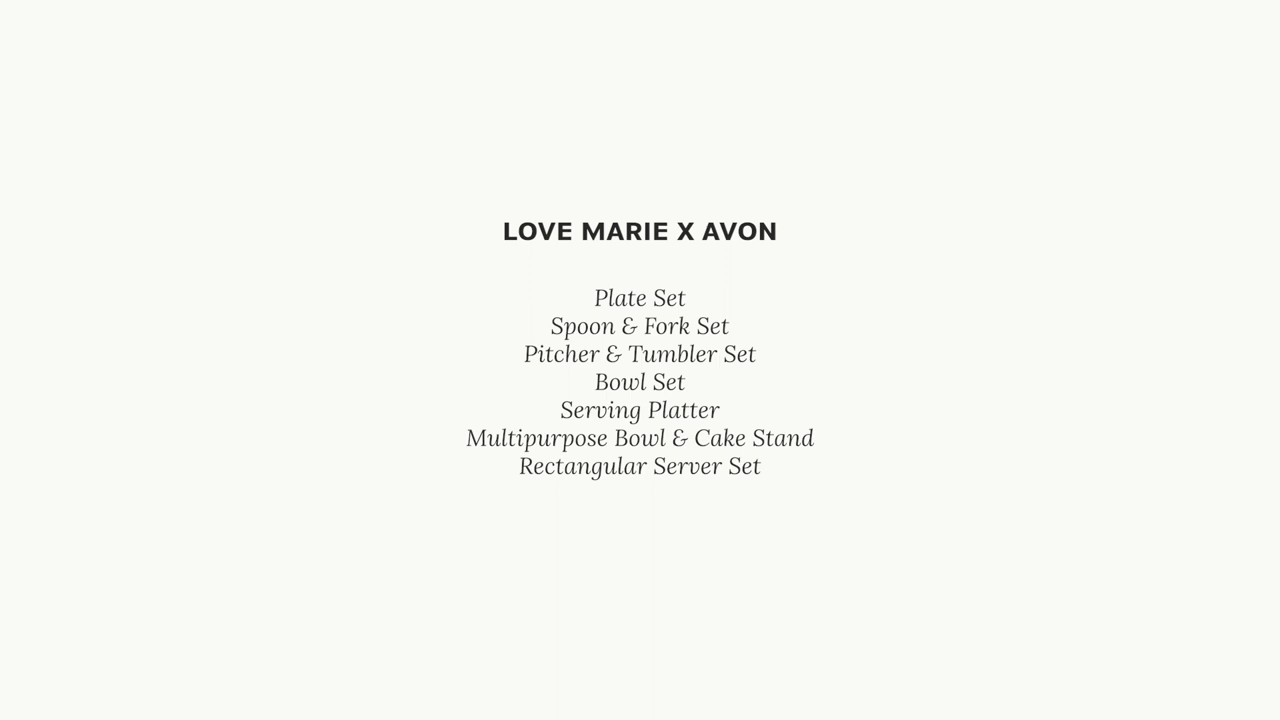 LOVE MARIE X AVON
Plate Set
Spoon & Fork Set
Pitcher & Tumbler Set
Bowl Set
Serving Platter
Multipurpose Bowl & Cake Stand
Rectangular Server Set